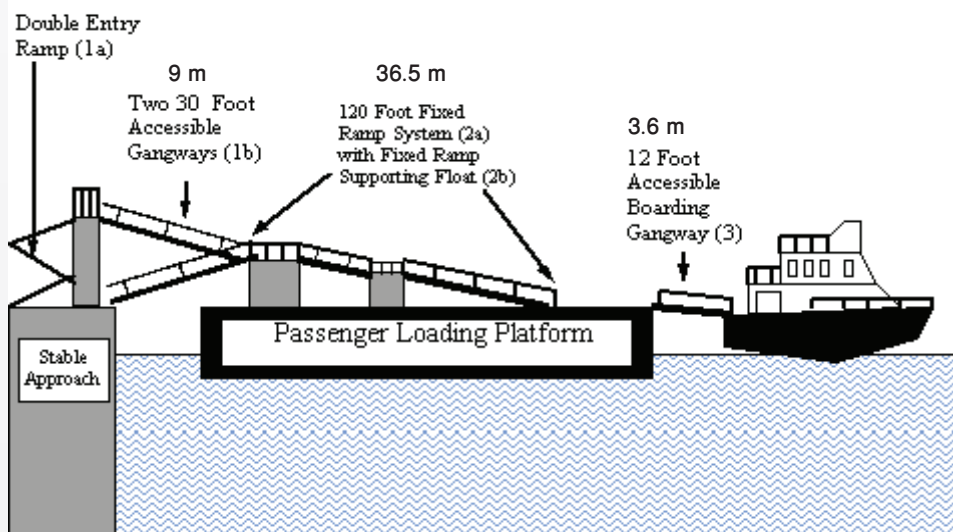 Double Entry
Ramp (1a)
9 m
Two 30 Foot
Accessible
Gangways (1b)
36.5 m
120 Foot Fixed
Ramp System (2a)
with Fixed Ramp
Supporting Float (2b)
3.6 m
12 Foot
Accessible
Boarding
Gangway (3)
Passenger Loading Platform
Stable
Approach